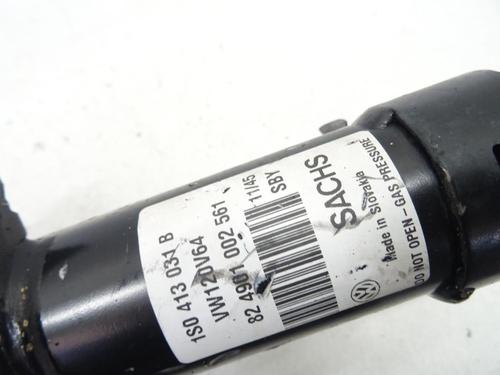 1S0 413 031 B
VW120V64
82 4901 002 561
11/45
SBY
SACHS
Made in Slovakia
DO NOT OPEN - GAS PRESSURE